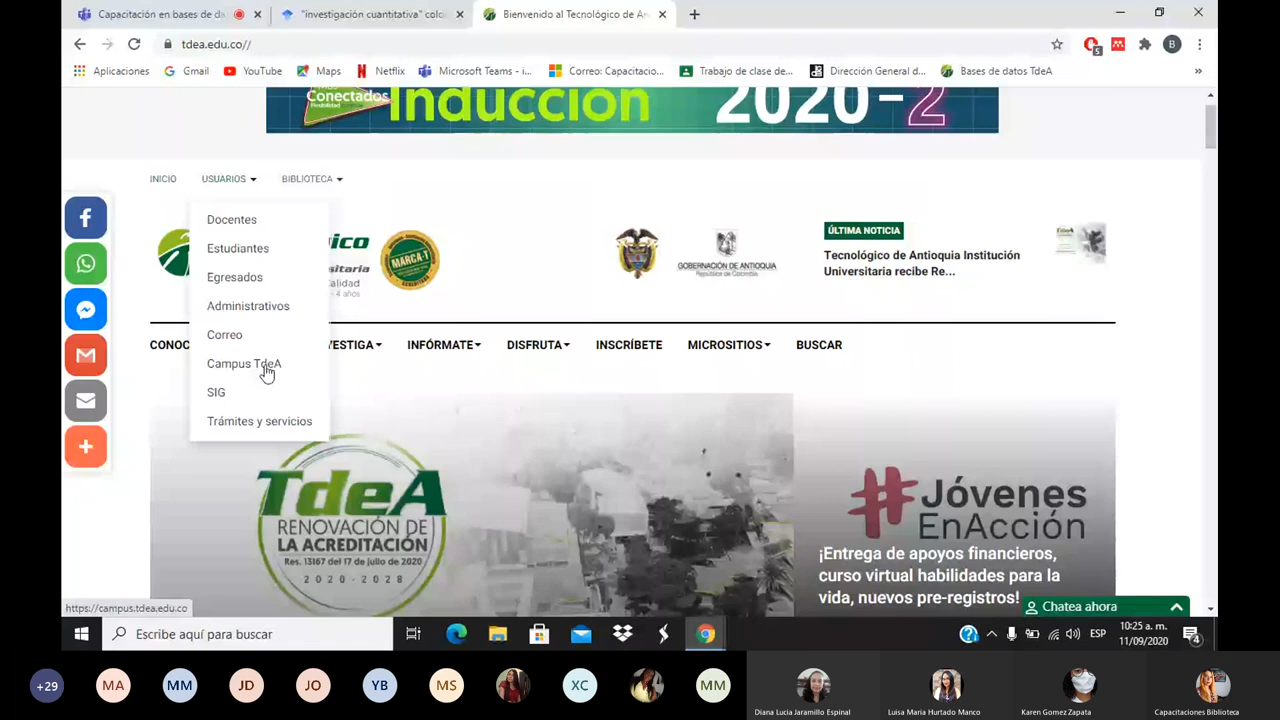 Capacitación en bases de da
"investigación cuantitativa" colo
Bienvenido al Tecnológico de An
tdea.edu.co//
5
B
Aplicaciones
Gmail
YouTube
Maps
Netflix
Microsoft Teams - i...
Correo: Capacitacio...
Trabajo de clase de...
Dirección General d...
Bases de datos TdeA
»
Conectados
Inducción
2020-2
INICIO
USUARIOS
BIBLIOTECA
Docentes
Estudiantes
Egresados
Administrativos
Correo
Campus TdeA
SIG
Trámites y servicios
ico
sitaria
alidad
- 4 años
MARCA-T
GOBERNACIÓN DE ANTIOQUIA
República de Colombia
ÚLTIMA NOTICIA
Tecnológico de Antioquia Institución
Universitaria recibe Re...
CONOC
VESTIGA
INFÓRMATE
DISFRUTA
INSCRÍBETE
MICROSITIOS
BUSCAR
TdeA
RENOVACIÓN DE
LA ACREDITACIÓN
Res. 13167 del 17 de julio de 2020
2020-2028
#Jóvenes
EnAcción
¡Entrega de apoyos financieros,
curso virtual habilidades para la
vida, nuevos pre-registros!
Chatea ahora
https://campus.tdea.edu.co
Escribe aquí para buscar
ESP
10:25 a. m.
11/09/2020
4
+29
MA
MM
JD
JO
YB
MS
XC
MM
Diana Lucia Jaramillo Espinal
Luisa Maria Hurtado Manco
Karen Gomez Zapata
Capacitaciones Biblioteca